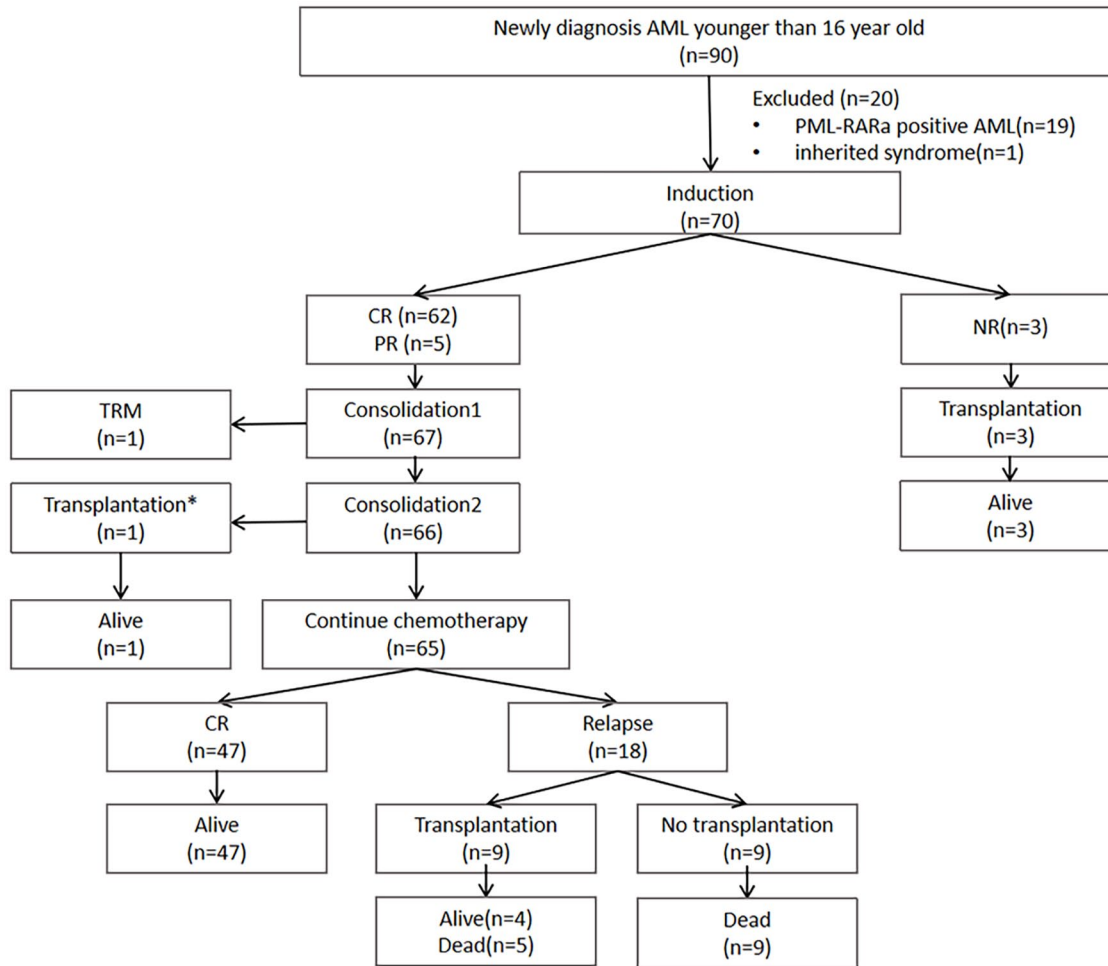 Newly diagnosis AML younger than 16 year old
(n=90)
Excluded (n=20)
• PML-RARa positive AML(n=19)
• inherited syndrome(n=1)
Induction
(n=70)
CR (n=62)
PR (n=5)
NR(n=3)
TRM
(n=1)
Consolidation1
(n=67)
Transplantation
(n=3)
Transplantation*
(n=1)
Consolidation2
(n=66)
Alive
(n=3)
Alive
(n=1)
Continue chemotherapy
(n=65)
CR
(n=47)
Relapse
(n=18)
Alive
(n=47)
Transplantation
(n=9)
No transplantation
(n=9)
Alive(n=4)
Dead(n=5)
Dead
(n=9)